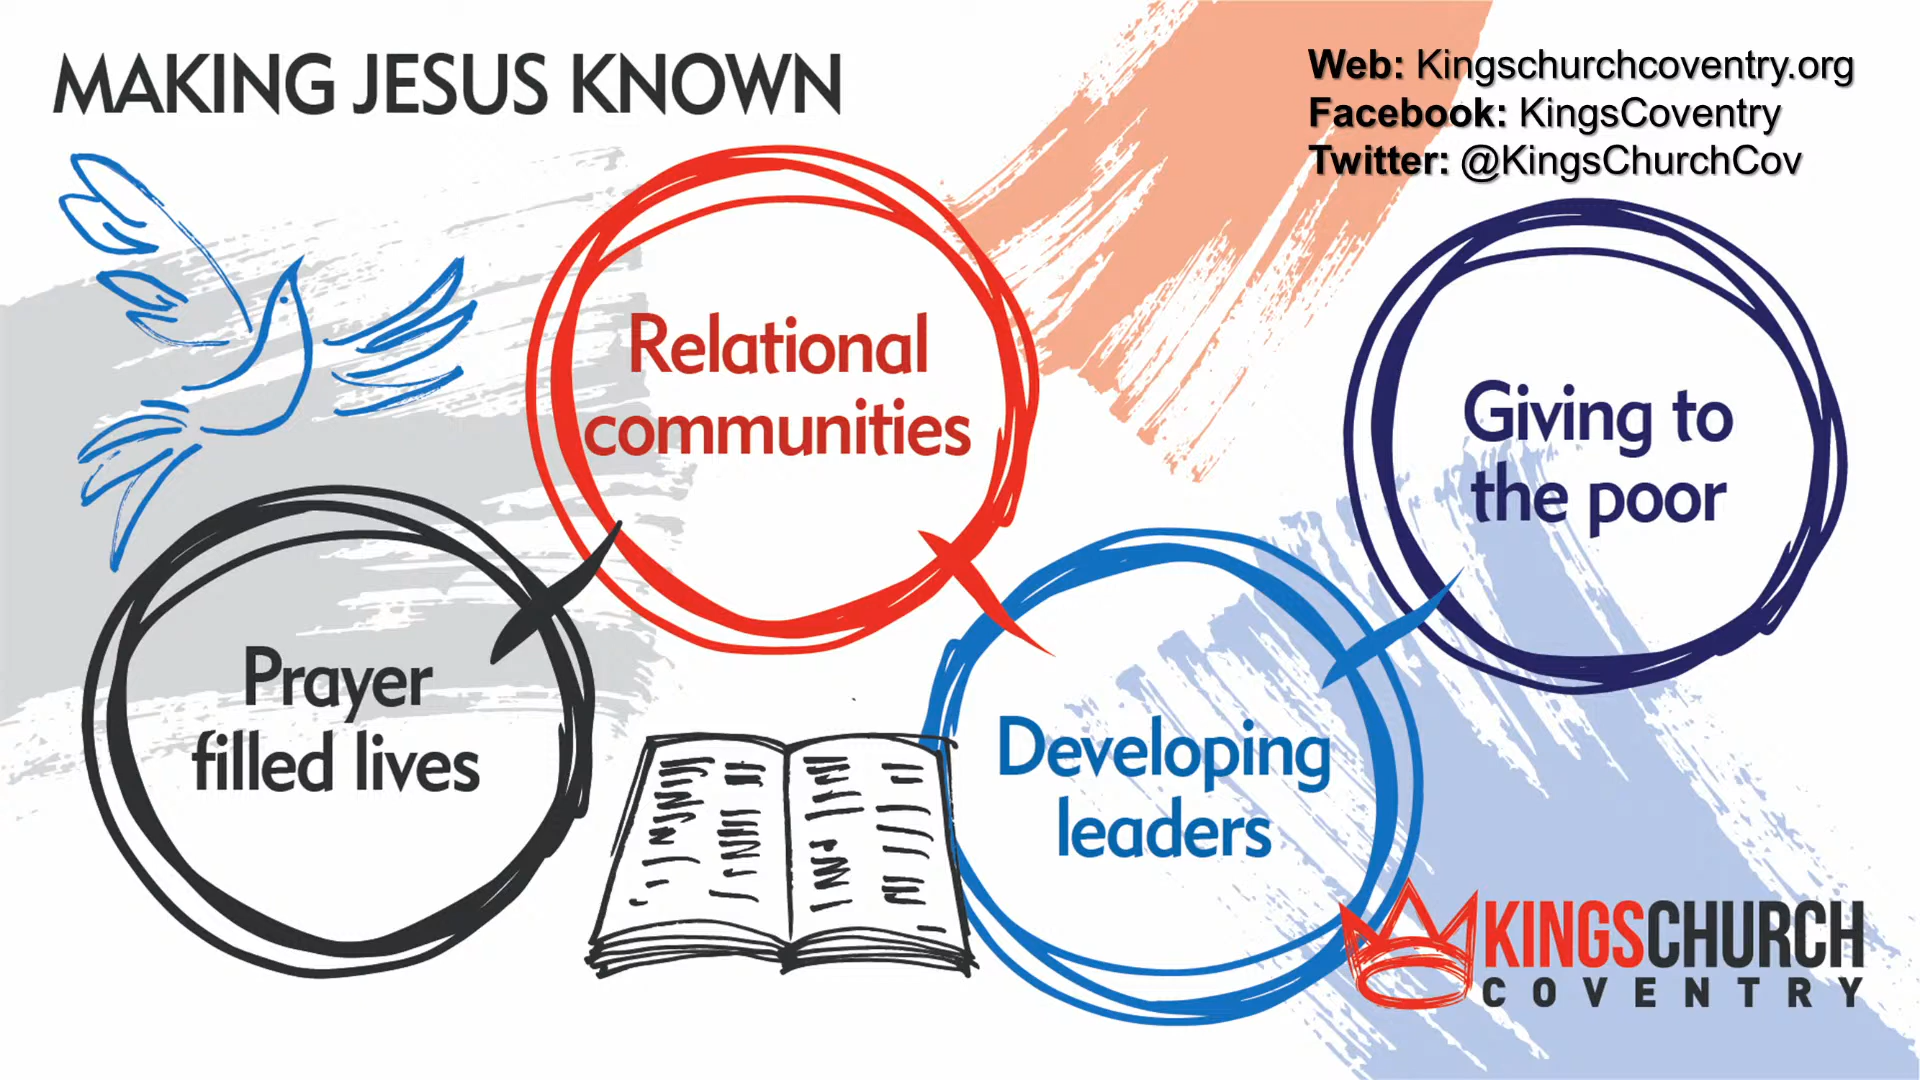 MAKING JESUS KNOWN
Web: Kingschurchcoventry.org
Facebook: KingsCoventry
Twitter: @KingsChurchCov
Relational
communities
Giving to
the poor
Prayer
filled lives
Developing
leaders
KINGSCHURCH
COVENTRY